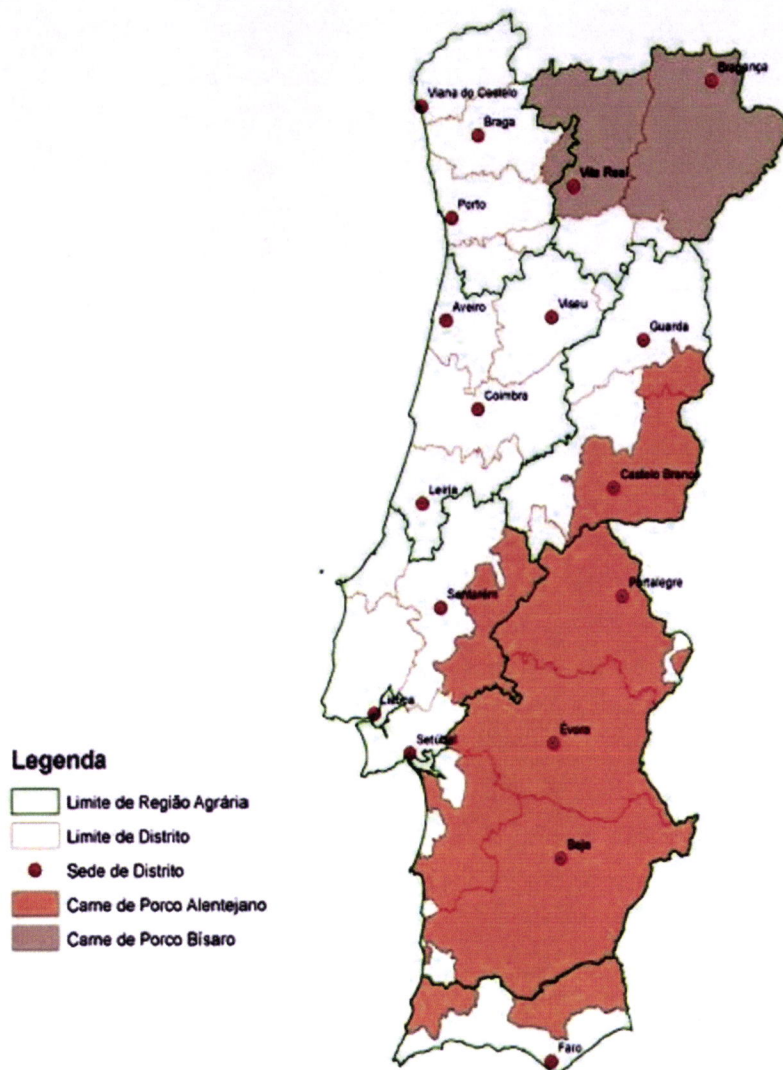 Bragança
Viana do Castelo
Braga
Vila Real
Porto
Aveiro
Viseu
Guarda
Coimbra
Castelo Branco
Leiria
Portalegre
Santarém
Lisboa
Setúbal
Évora
Beja
Faro
Legenda
Limite de Região Agrária
Limite de Distrito
Sede de Distrito
Carne de Porco Alentejano
Carne de Porco Bísaro